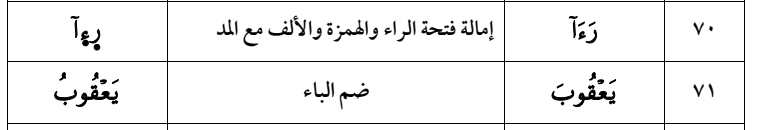 ٧٠ رَءَآ إمالة فتحة الراء والهمزة والألف مع المد رِءِآ
٧١ يَعۡقُوبَ ضم الباء يَعۡقُوبُ